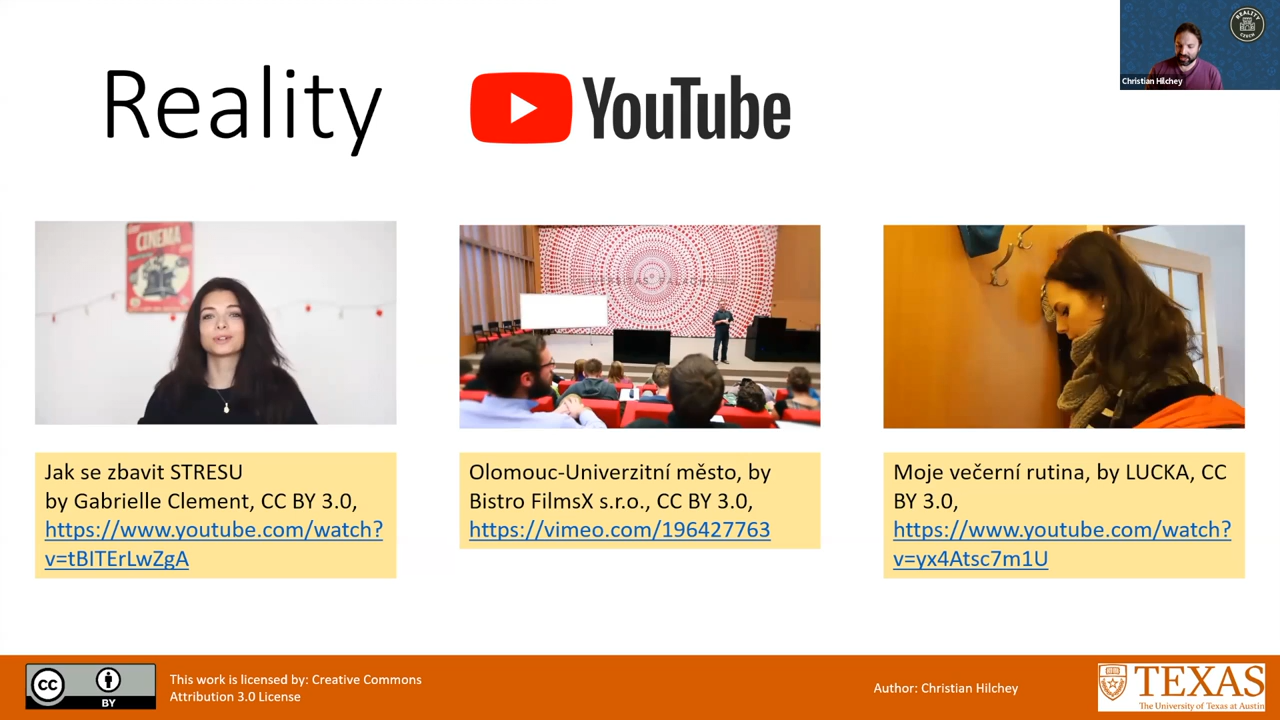 Reality
YouTube
REALITY
CZECH
Christian Hilchey
CINEMA
Jak se zbavit STRESU
by Gabrielle Clement, CC BY 3.0,
https://www.youtube.com/watch?
v=tBITErLwZgA
Olomouc-Univerzitní město, by
Bistro FilmsX s.r.o., CC BY 3.0,
https://vimeo.com/196427763
Moje večerní rutina, by LUCKA, CC
BY 3.0,
https://www.youtube.com/watch?
v=yx4Atsc7m1U
CC
BY
This work is licensed by: Creative Commons
Attribution 3.0 License
Author: Christian Hilchey
TEXAS
The University of Texas at Austin